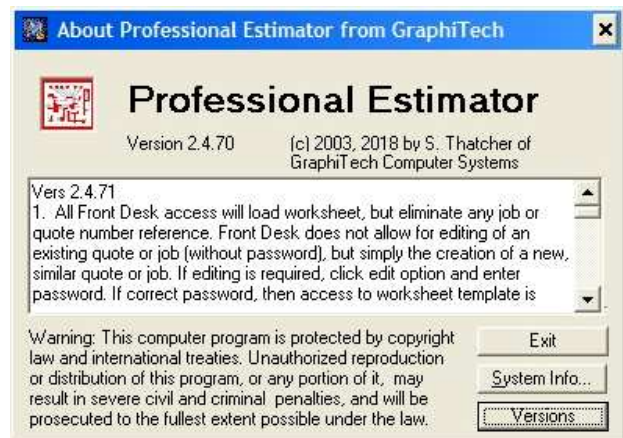 About Professional Estimator from GraphiTech
Professional Estimator
Version 2.4.70
(c) 2003, 2018 by S. Thatcher of
GraphiTech Computer Systems
Vers 2.4.71
1. All Front Desk access will load worksheet, but eliminate any job or
quote number reference. Front Desk does not allow for editing of an
existing quote or job (without password), but simply the creation of a new,
similar quote or job. If editing is required, click edit option and enter
password. If correct password, then access to worksheet template is
Warning: This computer program is protected by copyright
law and international treaties. Unauthorized reproduction
or distribution of this program, or any portion of it, may
result in severe civil and criminal penalties, and will be
prosecuted to the fullest extent possible under the law.
Exit
System Info...
Versions